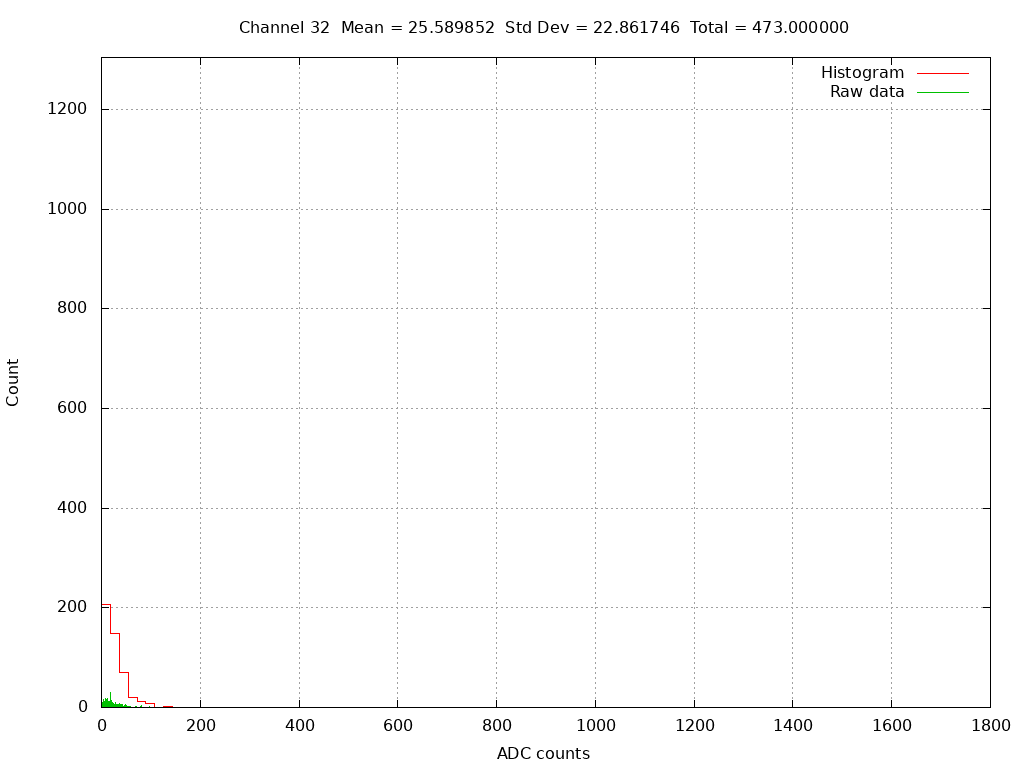 Channel 32  Mean = 25.589852  Std Dev = 22.861746  Total = 473.000000
Histogram
Raw data
1200
1000
800
600
400
200
0
Count
0 200 400 600 800 1000 1200 1400 1600 1800
ADC counts